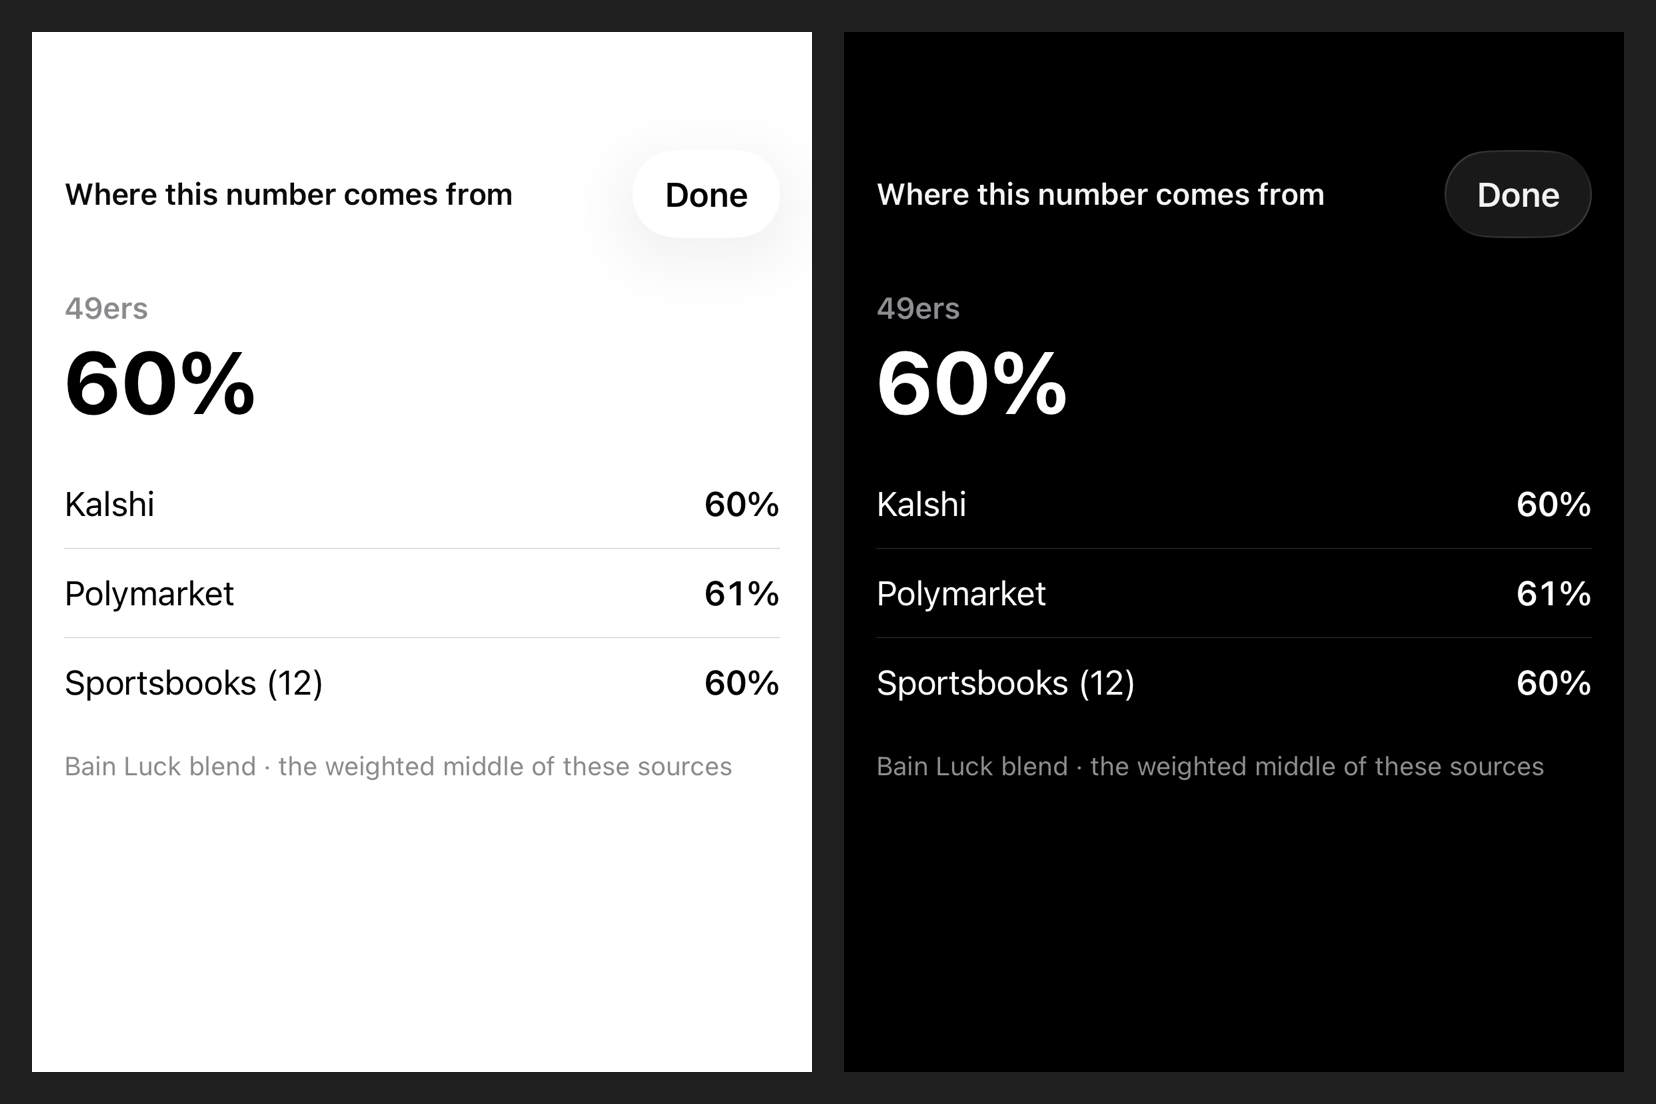 Where this number comes from
Done
49ers
60%
Kalshi 60%
Polymarket 61%
Sportsbooks (12) 60%
Bain Luck blend · the weighted middle of these sources
Where this number comes from
Done
49ers
60%
Kalshi 60%
Polymarket 61%
Sportsbooks (12) 60%
Bain Luck blend · the weighted middle of these sources